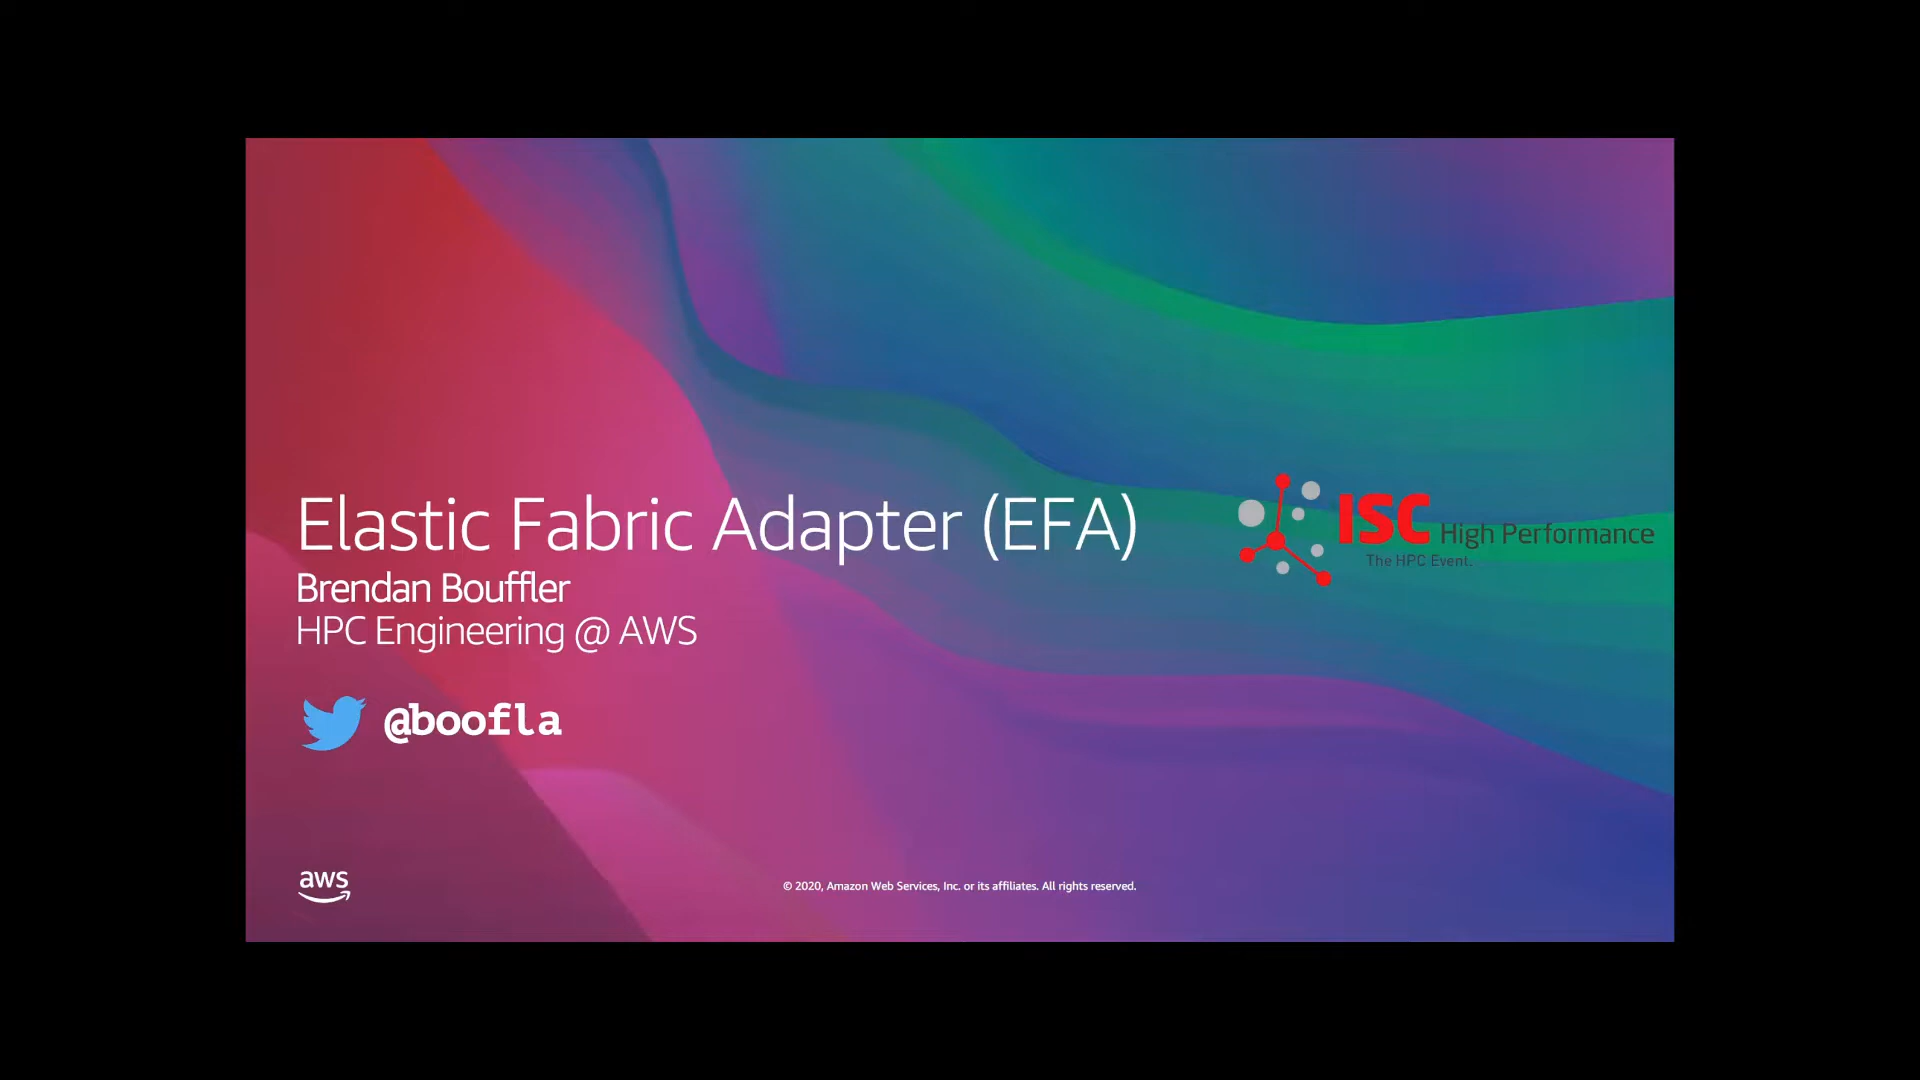 Elastic Fabric Adapter (EFA)
Brendan Bouffler
HPC Engineering @ AWS
@boofla
ISC High Performance
The HPC Event.
aws
© 2020, Amazon Web Services, Inc. or its affiliates. All rights reserved.